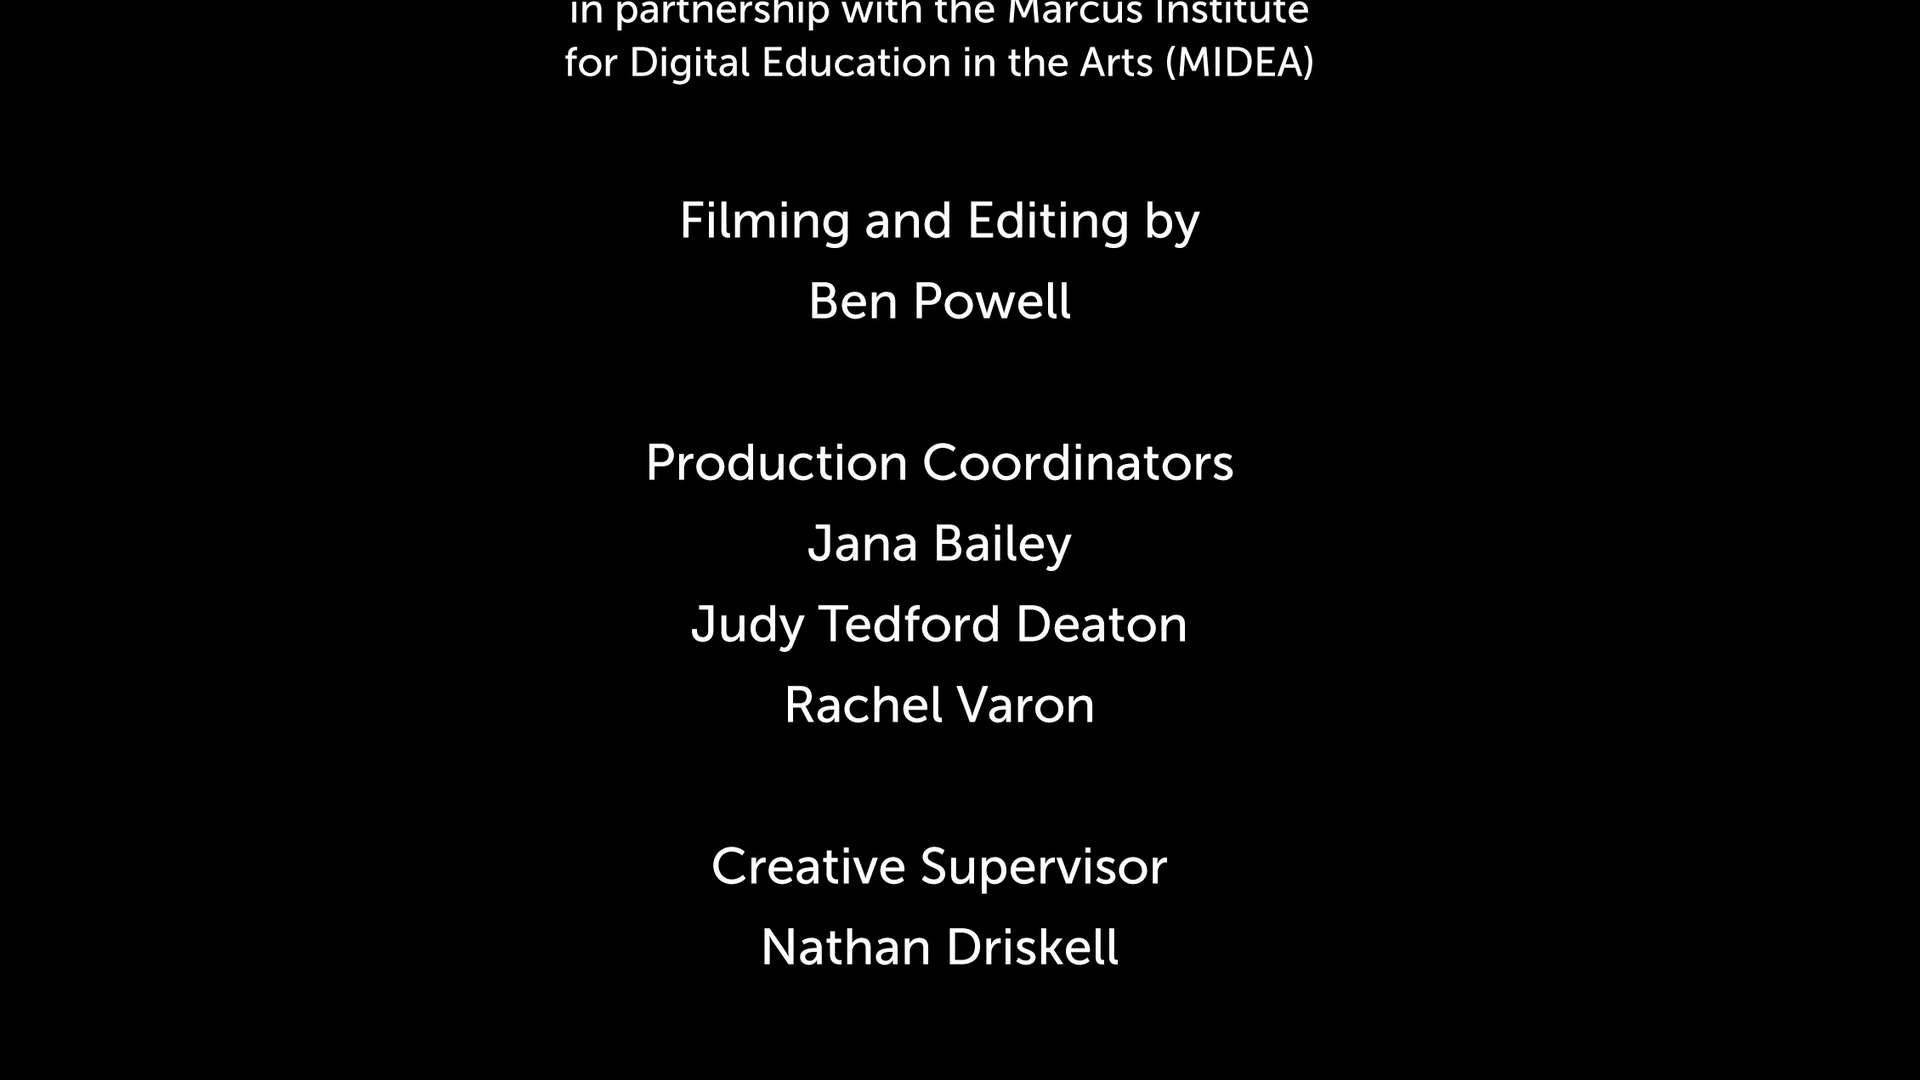 in partnership with the Marcus Institute
for Digital Education in the Arts (MIDEA)
Filming and Editing by
Ben Powell
Production Coordinators
Jana Bailey
Judy Tedford Deaton
Rachel Varon
Creative Supervisor
Nathan Driskell